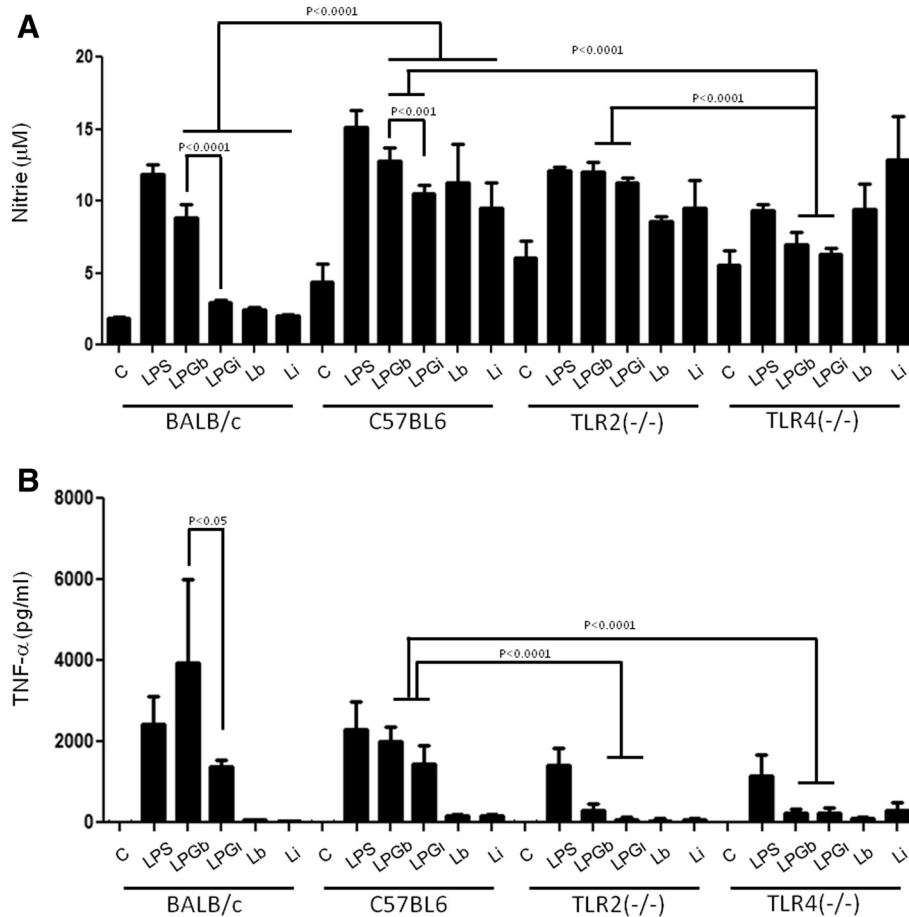 A
P<0.0001
P<0.0001
P<0.0001
P<0.001
P<0.0001
Nitrie (μM)
20
15
10
5
0
C LPS LPGb LPGi Lb Li C LPS LPGb LPGi Lb Li C LPS LPGb LPGi Lb Li C LPS LPGb LPGi Lb Li
BALB/c C57BL6 TLR2(-/-) TLR4(-/-)
B
P<0.05
P<0.0001
P<0.0001
TNF-α (pg/ml)
8000
6000
4000
2000
0
C LPS LPGb LPGi Lb Li C LPS LPGb LPGi Lb Li C LPS LPGb LPGi Lb Li C LPS LPGb LPGi Lb Li
BALB/c C57BL6 TLR2(-/-) TLR4(-/-)